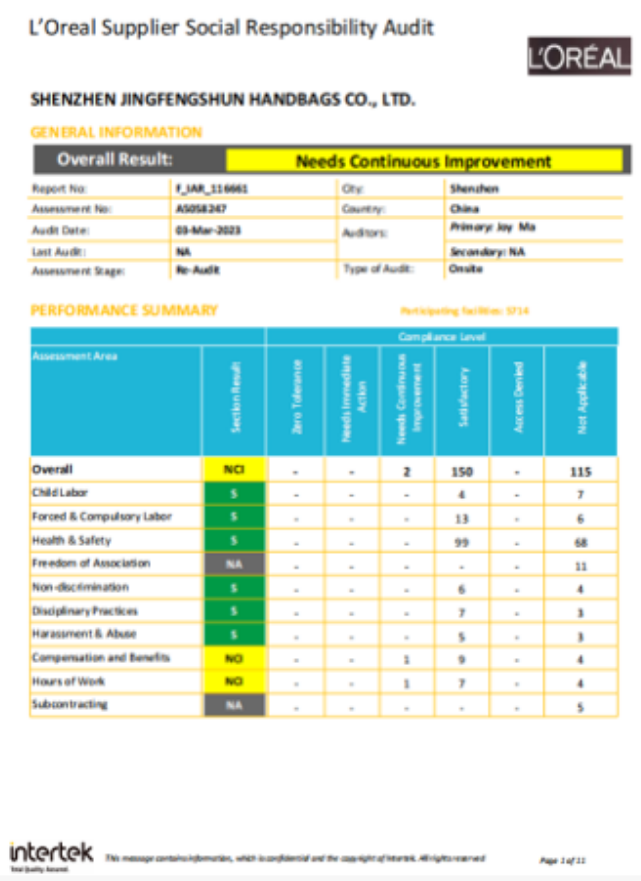 L'Oreal Supplier Social Responsibility Audit
L'ORÉAL
SHENZHEN JINGFENGSHUN HANDBAGS CO., LTD.
GENERAL INFORMATION
Overall Result: Needs Continuous Improvement
Report No: F_IAR_116661 City: Shenzhen
Assessment No: A5058247 Country: China
Audit Date: 03-Mar-2023 Auditors: Primary: Joy Ma
Last Audit: NA Secondary: NA
Assessment Stage: Re-Audit Type of Audit: Onsite
PERFORMANCE SUMMARY Participating facilities: 5714
Compliance Level
Assessment Area Section Result Zero Tolerance Needs Immediate Action Needs Continuous Improvement Satisfactory Access Denied Not Applicable
Overall NCI - - 2 150 - 115
Child Labor S - - - 4 - 7
Forced & Compulsory Labor S - - - 13 - 6
Health & Safety S - - - 99 - 68
Freedom of Association NA - - - - - 11
Non-discrimination S - - - 6 - 4
Disciplinary Practices S - - - 7 - 3
Harassment & Abuse S - - - 5 - 3
Compensation and Benefits NCI - - 1 9 - 4
Hours of Work NCI - - 1 7 - 4
Subcontracting NA - - - - - 5
intertek
Total Quality. Assured.
This message contains information, which is confidential and the copyright of Intertek. All rights reserved
Page 1 of 11